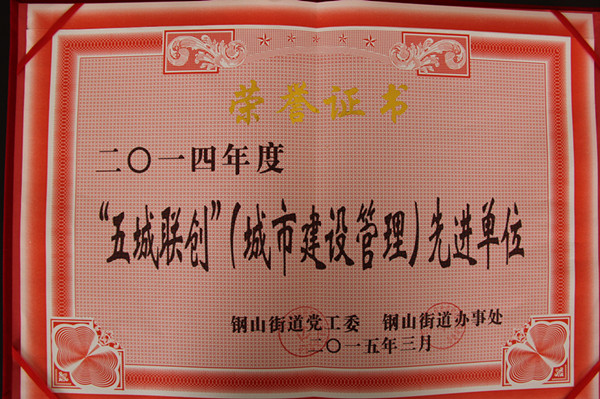 荣誉证书
二〇一四年度
“五城联创”（城市建设管理）先进单位
钢山街道党工委　钢山街道办事处
二〇一五年三月